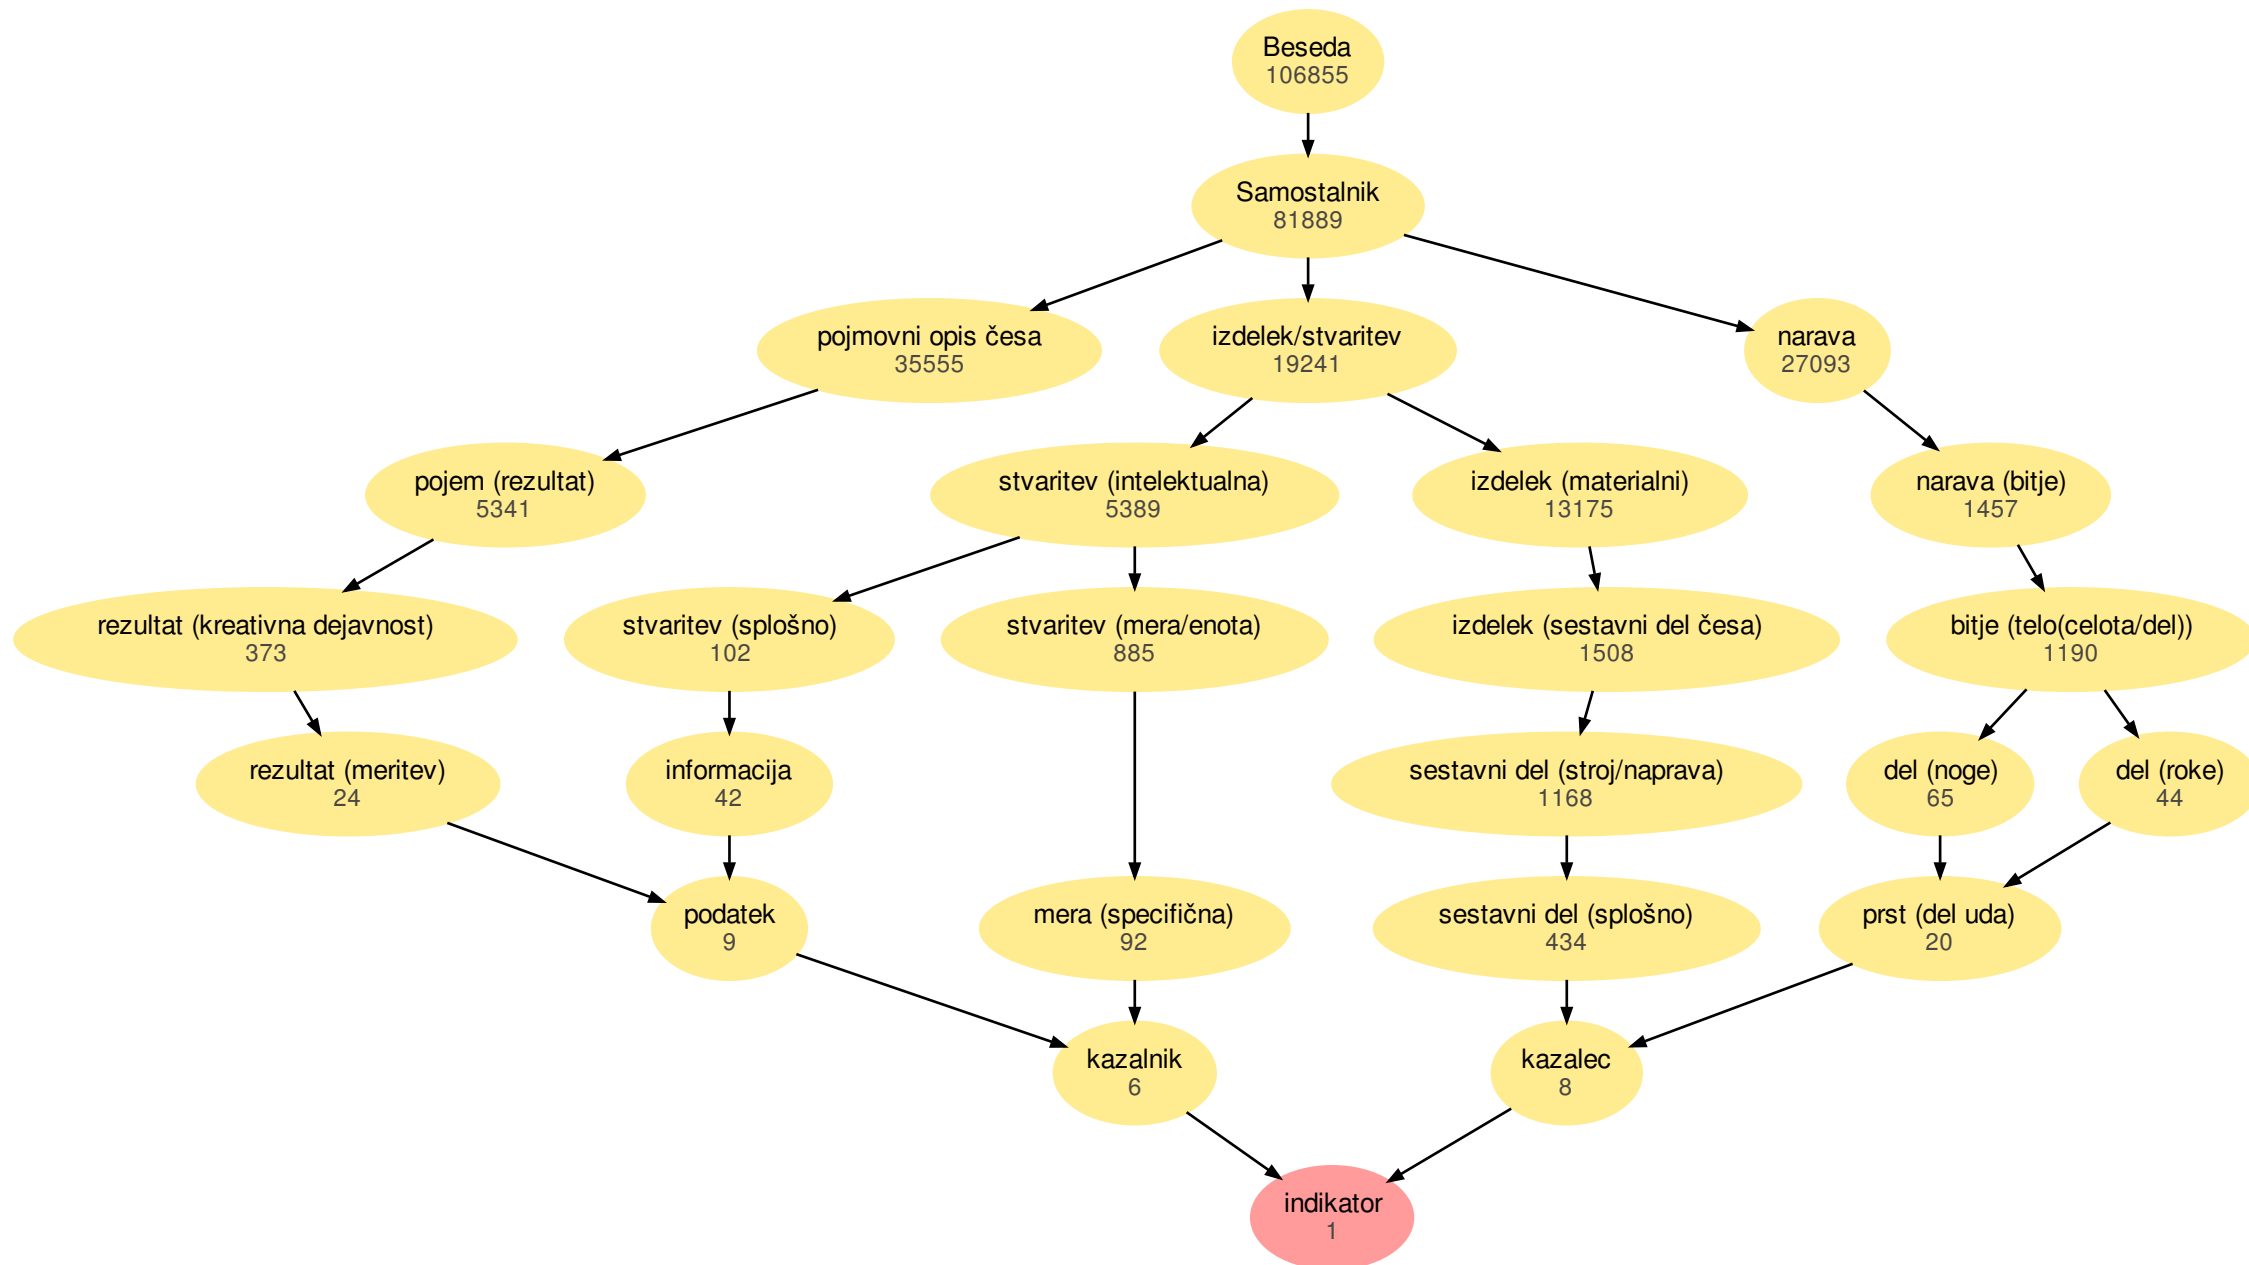 Beseda
106855
Samostalnik
81889
pojmovni opis česa
35555
izdelek/stvaritev
19241
narava
27093
pojem (rezultat)
5341
stvaritev (intelektualna)
5389
izdelek (materialni)
13175
narava (bitje)
1457
rezultat (kreativna dejavnost)
373
stvaritev (splošno)
102
stvaritev (mera/enota)
885
izdelek (sestavni del česa)
1508
bitje (telo(celota/del))
1190
rezultat (meritev)
24
informacija
42
sestavni del (stroj/naprava)
1168
del (noge)
65
del (roke)
44
podatek
9
mera (specifična)
92
sestavni del (splošno)
434
prst (del uda)
20
kazalnik
6
kazalec
8
indikator
1